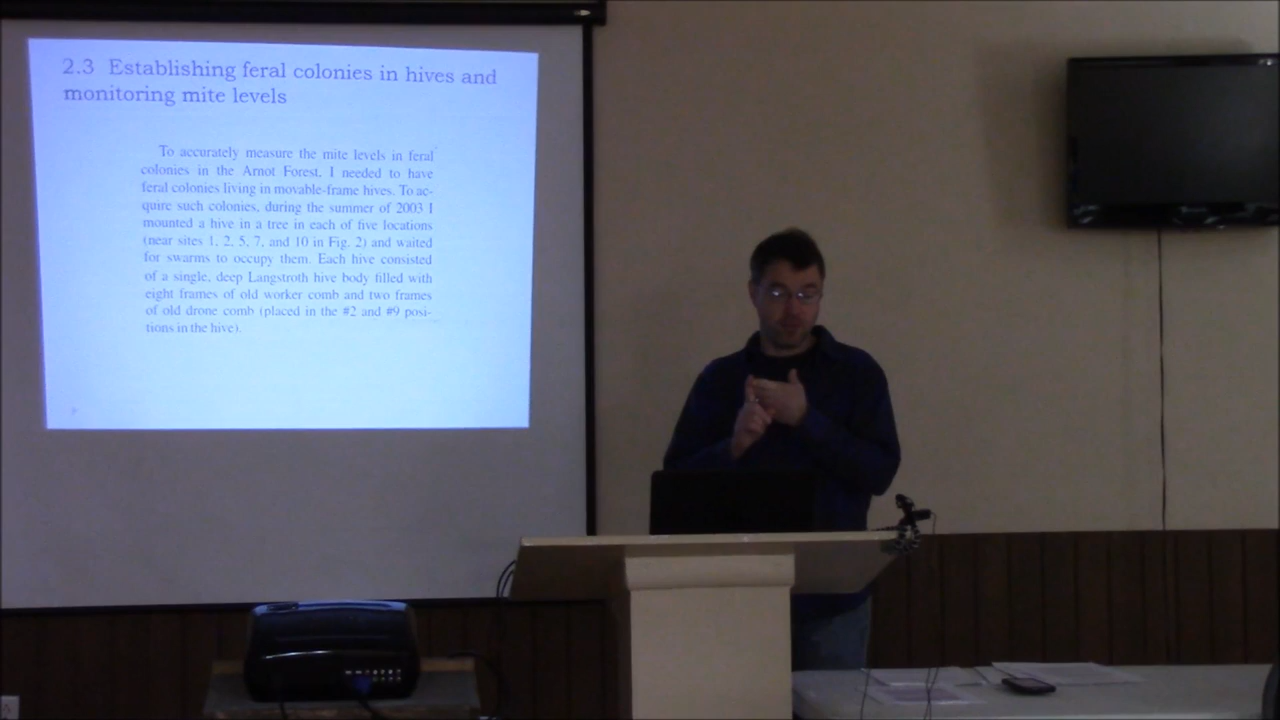 2.3 Establishing feral colonies in hives and
monitoring mite levels
To accurately measure the mite levels in feral
colonies in the Arnot Forest, I needed to have
feral colonies living in movable-frame hives. To ac-
quire such colonies, during the summer of 2003 I
mounted a hive in a tree in each of five locations
(near sites 1, 2, 5, 7, and 10 in Fig. 2) and waited
for swarms to occupy them. Each hive consisted
of a single, deep Langstroth hive body filled with
eight frames of old worker comb and two frames
of old drone comb (placed in the #2 and #9 posi-
tions in the hive).